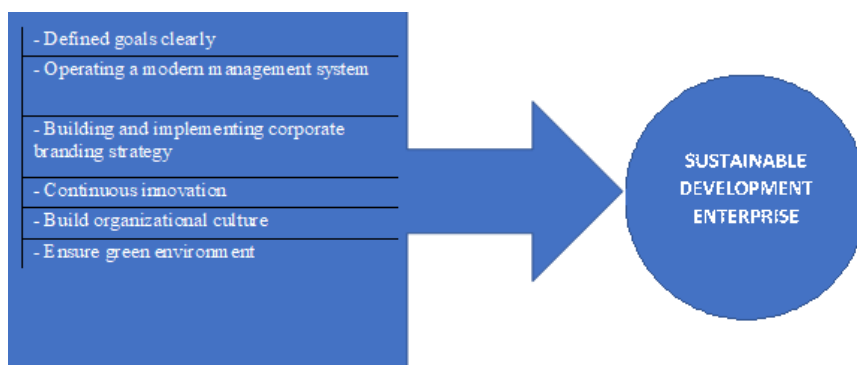 - Defined goals clearly
- Operating a modern management system
- Building and implementing corporate
branding strategy
- Continuous innovation
- Build organizational culture
- Ensure green environment
SUSTAINABLE
DEVELOPMENT
ENTERPRISE